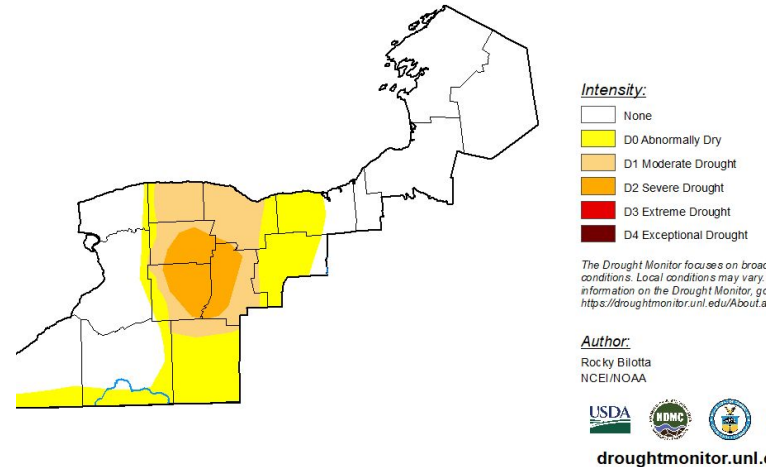 Intensity:
None
D0 Abnormally Dry
D1 Moderate Drought
D2 Severe Drought
D3 Extreme Drought
D4 Exceptional Drought
The Drought Monitor focuses on broad
conditions. Local conditions may vary.
information on the Drought Monitor, go
https://droughtmonitor.unl.edu/About.a
Author:
Rocky Bilotta
NCEI/NOAA
USDA
NDMC
droughtmonitor.unl.e